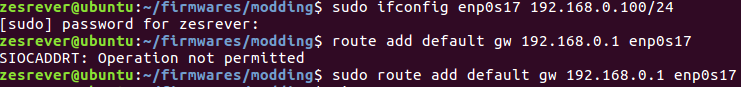 zesrever@ubuntu:~/firmwares/modding$ sudo ifconfig enp0s17 192.168.0.100/24
[sudo] password for zesrever:
zesrever@ubuntu:~/firmwares/modding$ route add default gw 192.168.0.1 enp0s17
SIOCADDRT: Operation not permitted
zesrever@ubuntu:~/firmwares/modding$ sudo route add default gw 192.168.0.1 enp0s17